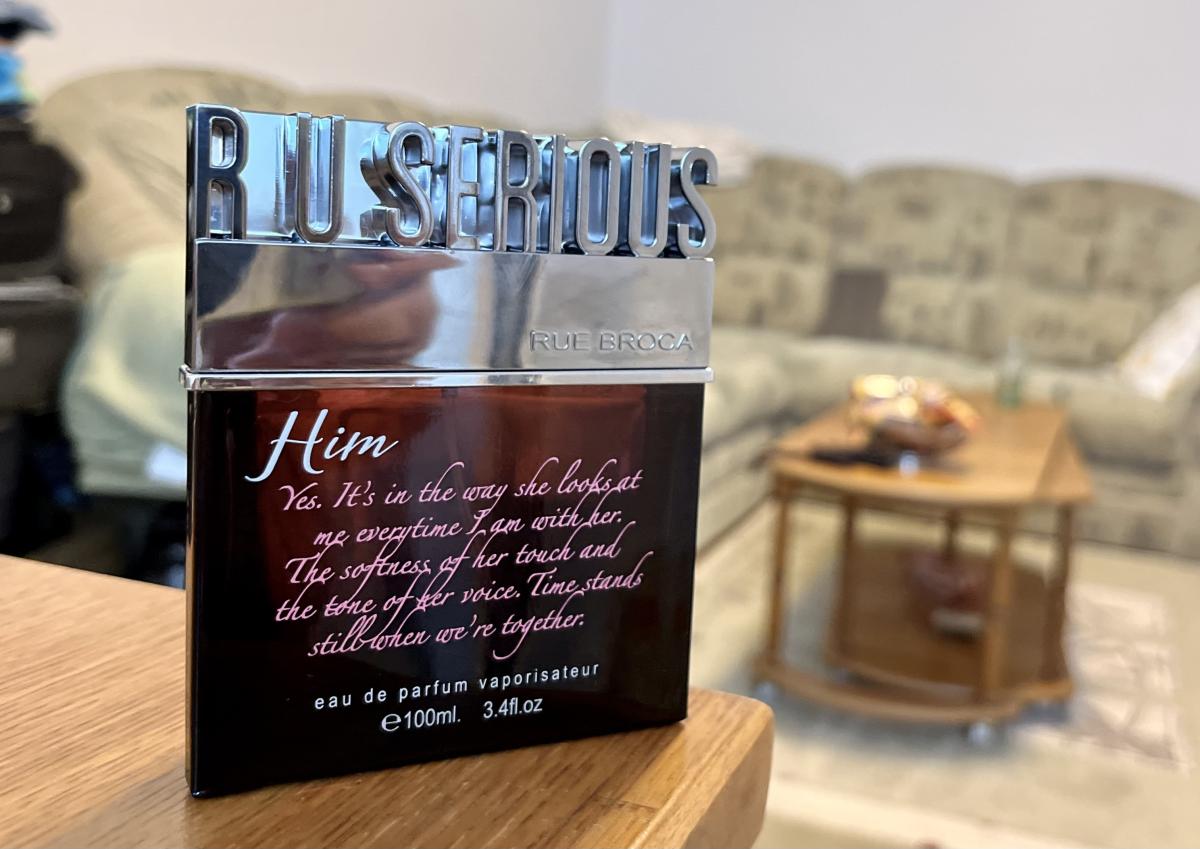 R U SERIOUS
RUE BROCA
Him
Yes. It's in the way she looks at
me everytime I am with her.
The softness of her touch and
the tone of her voice. Time stands
still when we're together.
eau de parfum vaporisateur
℮100ml. 3.4fl.oz